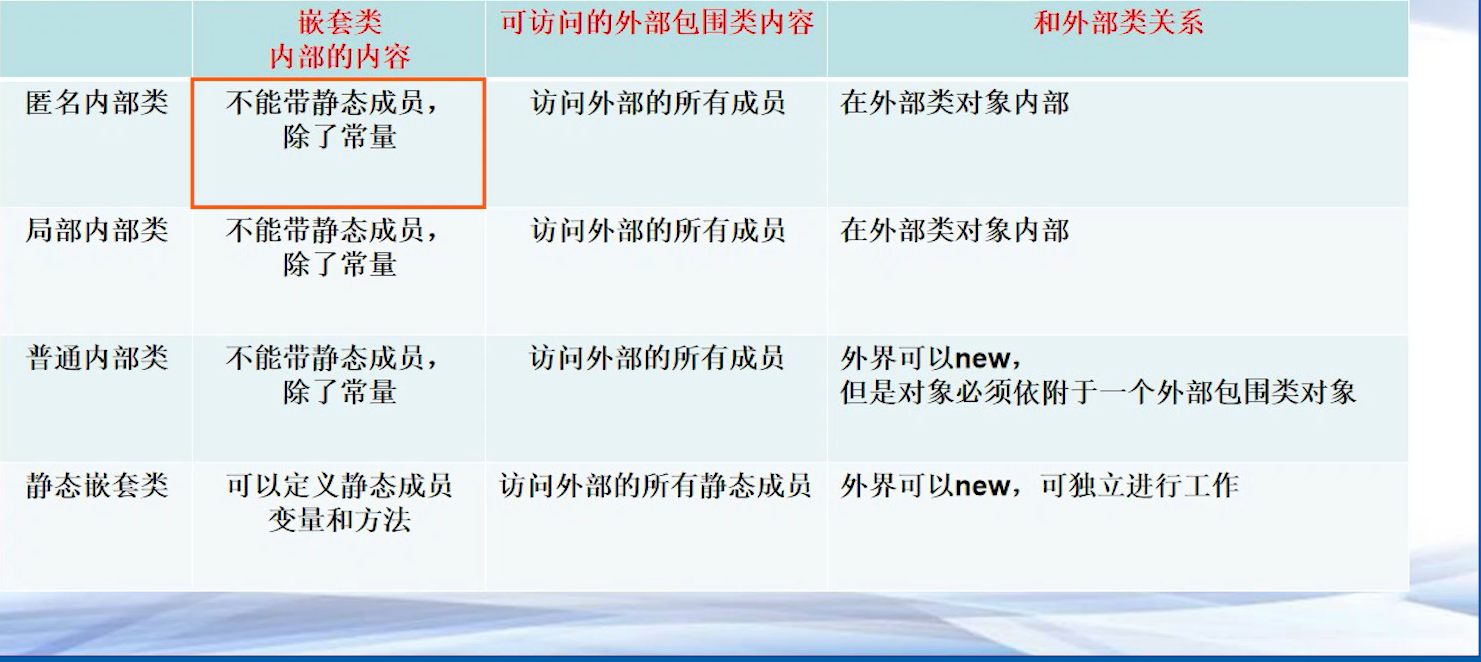 嵌套类
内部的内容
可访问的外部包围类内容
和外部类关系
匿名内部类
不能带静态成员，
除了常量
访问外部的所有成员
在外部类对象内部
局部内部类
不能带静态成员，
除了常量
访问外部的所有成员
在外部类对象内部
普通内部类
不能带静态成员，
除了常量
访问外部的所有成员
外界可以new，
但是对象必须依附于一个外部包围类对象
静态嵌套类
可以定义静态成员
变量和方法
访问外部的所有静态成员
外界可以new，可独立进行工作